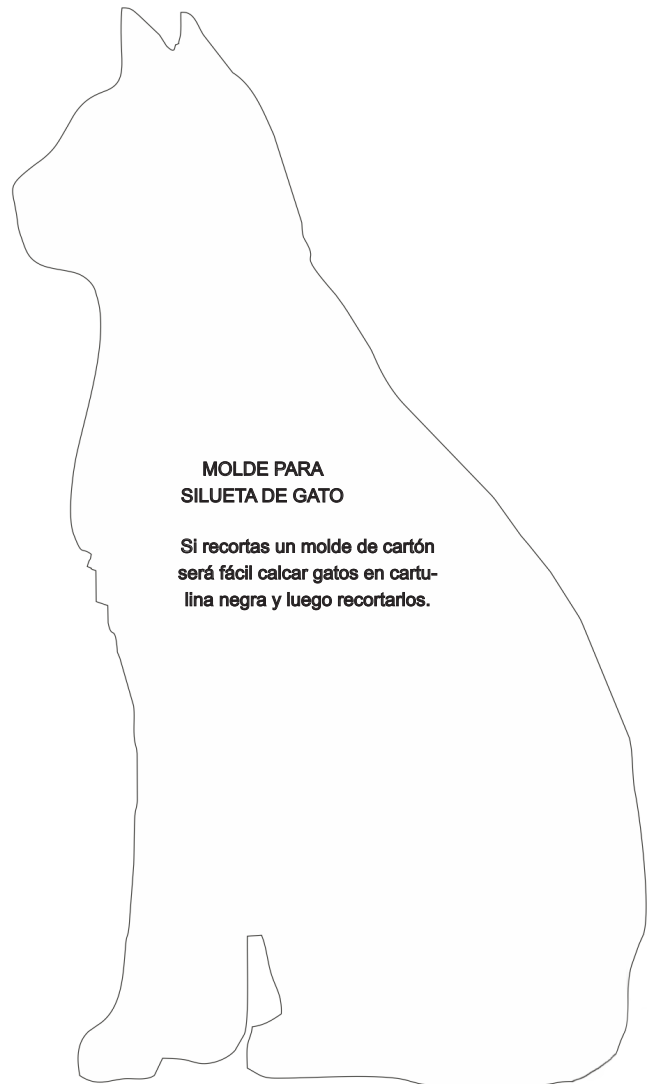 MOLDE PARA
SILUETA DE GATO
Si recortas un molde de cartón
será fácil calcar gatos en cartu-
lina negra y luego recortarlos.